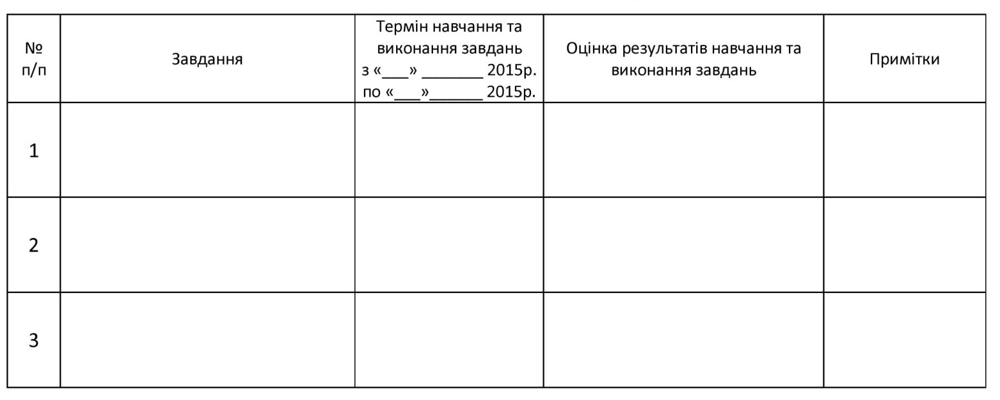 №
п/п
Завдання
Термін навчання та
виконання завдань
з «___» _______ 2015р.
по «___»______ 2015р.
Оцінка результатів навчання та
виконання завдань
Примітки
1
2
3